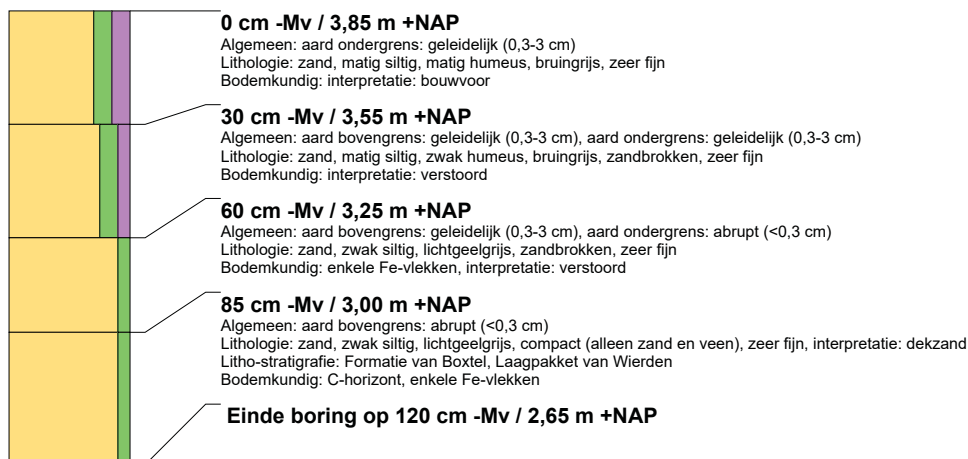 0 cm -Mv / 3,85 m +NAP
Algemeen: aard ondergrens: geleidelijk (0,3-3 cm)
Lithologie: zand, matig siltig, matig humeus, bruingrijs, zeer fijn
Bodemkundig: interpretatie: bouwvoor
30 cm -Mv / 3,55 m +NAP
Algemeen: aard bovengrens: geleidelijk (0,3-3 cm), aard ondergrens: geleidelijk (0,3-3 cm)
Lithologie: zand, matig siltig, zwak humeus, bruingrijs, zandbrokken, zeer fijn
Bodemkundig: interpretatie: verstoord
60 cm -Mv / 3,25 m +NAP
Algemeen: aard bovengrens: geleidelijk (0,3-3 cm), aard ondergrens: abrupt (<0,3 cm)
Lithologie: zand, zwak siltig, lichtgeelgrijs, zandbrokken, zeer fijn
Bodemkundig: enkele Fe-vlekken, interpretatie: verstoord
85 cm -Mv / 3,00 m +NAP
Algemeen: aard bovengrens: abrupt (<0,3 cm)
Lithologie: zand, zwak siltig, lichtgeelgrijs, compact (alleen zand en veen), zeer fijn, interpretatie: dekzand
Litho-stratigrafie: Formatie van Boxtel, Laagpakket van Wierden
Bodemkundig: C-horizont, enkele Fe-vlekken
Einde boring op 120 cm -Mv / 2,65 m +NAP